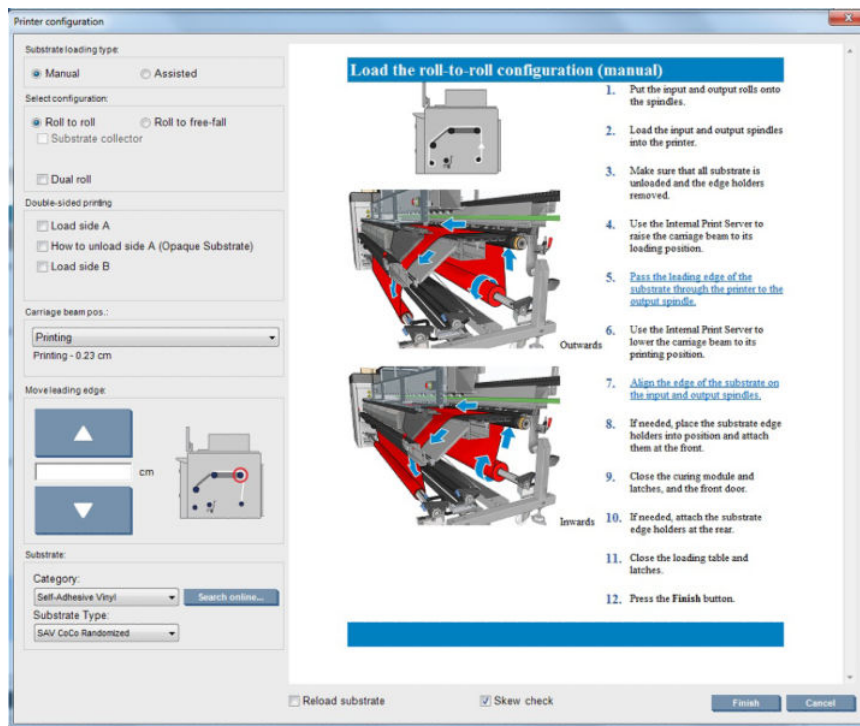 Printer configuration
Substrate loading type:
Manual
Assisted
Select configuration:
Roll to roll
Roll to free-fall
Substrate collector
Dual roll
Double-sided printing
Load side A
How to unload side A (Opaque Substrate)
Load side B
Carriage beam pos.:
Printing
Printing - 0.23 cm
Move leading edge:
cm
Substrate:
Category:
Self-Adhesive Vinyl
Search online...
Substrate Type:
SAV CoCo Randomized
Load the roll-to-roll configuration (manual)
1. Put the input and output rolls onto
the spindles.
2. Load the input and output spindles
into the printer.
3. Make sure that all substrate is
unloaded and the edge holders
removed.
4. Use the Internal Print Server to
raise the carriage beam to its
loading position.
5. Pass the leading edge of the
substrate through the printer to the
output spindle.
Outwards
6. Use the Internal Print Server to
lower the carriage beam to its
printing position.
7. Align the edge of the substrate on
the input and output spindles.
8. If needed, place the substrate edge
holders into position and attach
them at the front.
9. Close the curing module and
latches, and the front door.
Inwards
10. If needed, attach the substrate
edge holders at the rear.
11. Close the loading table and
latches.
12. Press the Finish button.
Reload substrate
Skew check
Finish
Cancel